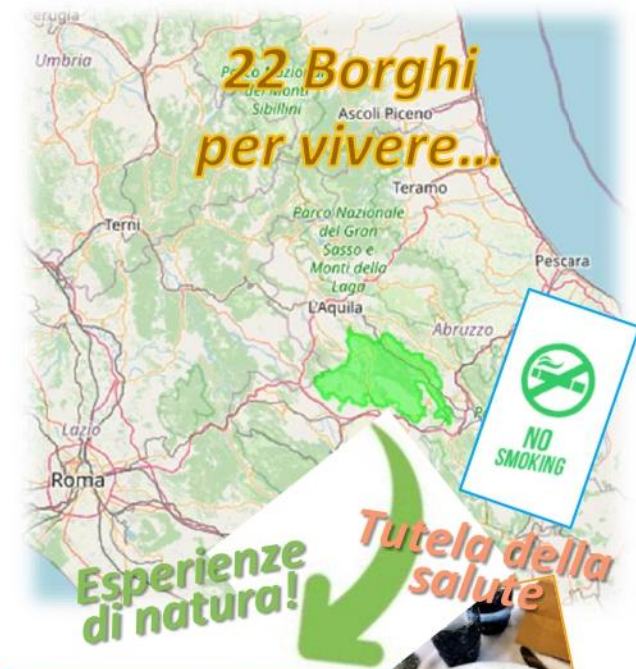 Perugia
Umbria
22 Borghi
per vivere...
Parco Nazionale
dei Monti
Sibillini
Ascoli Piceno
Teramo
Terni
Parco Nazionale
del Gran
Sasso e
Monti della
Laga
Pescara
L'Aquila
Abruzzo
Lazio
Roma
NO
SMOKING
Tutela della
salute
Esperienze
di natura!